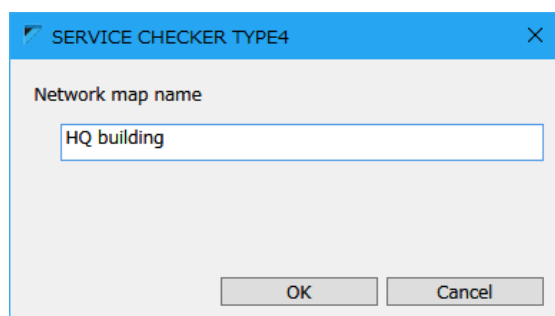 SERVICE CHECKER TYPE4
Network map name
HQ building
OK
Cancel